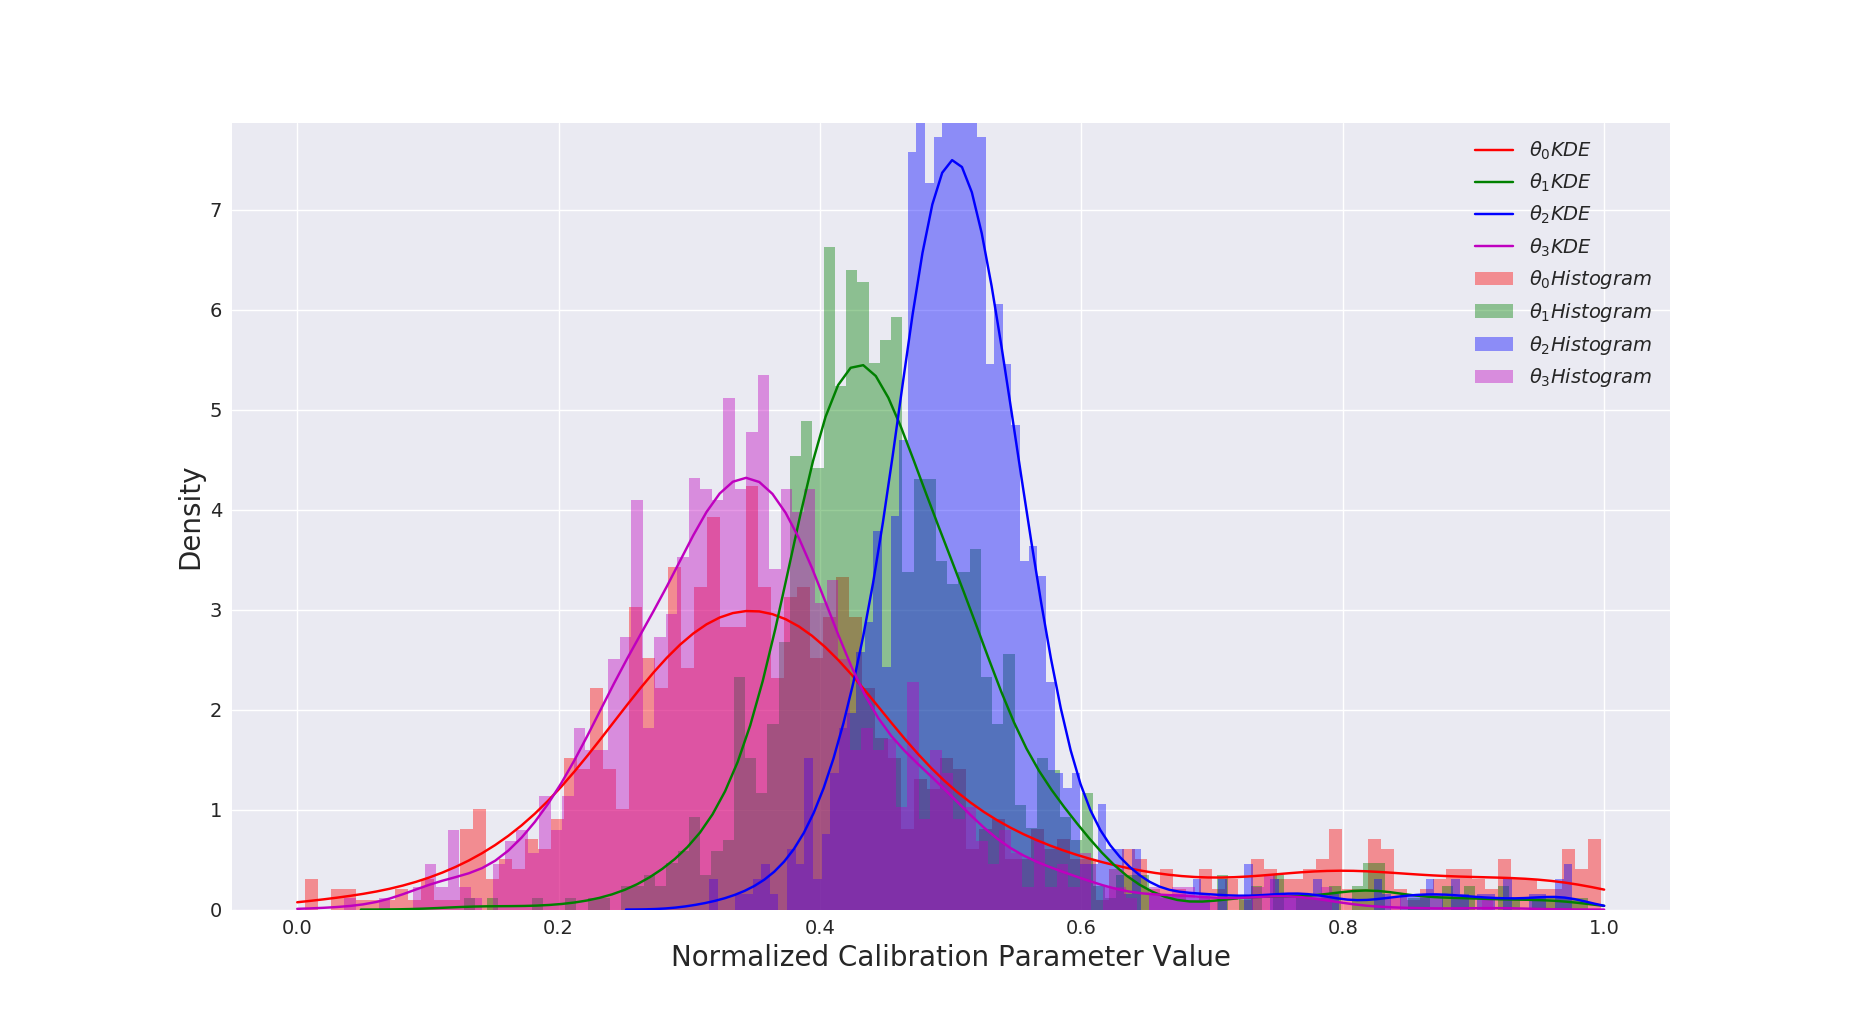 θ₀KDE
θ₁KDE
θ₂KDE
θ₃KDE
θ₀Histogram
θ₁Histogram
θ₂Histogram
θ₃Histogram
7
6
5
4
3
2
1
0
Density
0.0 0.2 0.4 0.6 0.8 1.0
Normalized Calibration Parameter Value